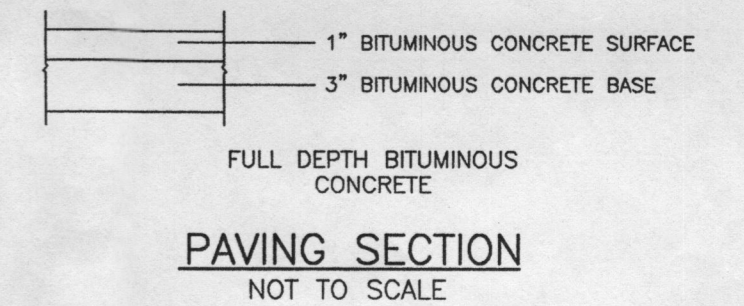 1" BITUMINOUS CONCRETE SURFACE
3" BITUMINOUS CONCRETE BASE
FULL DEPTH BITUMINOUS
CONCRETE
PAVING SECTION
NOT TO SCALE